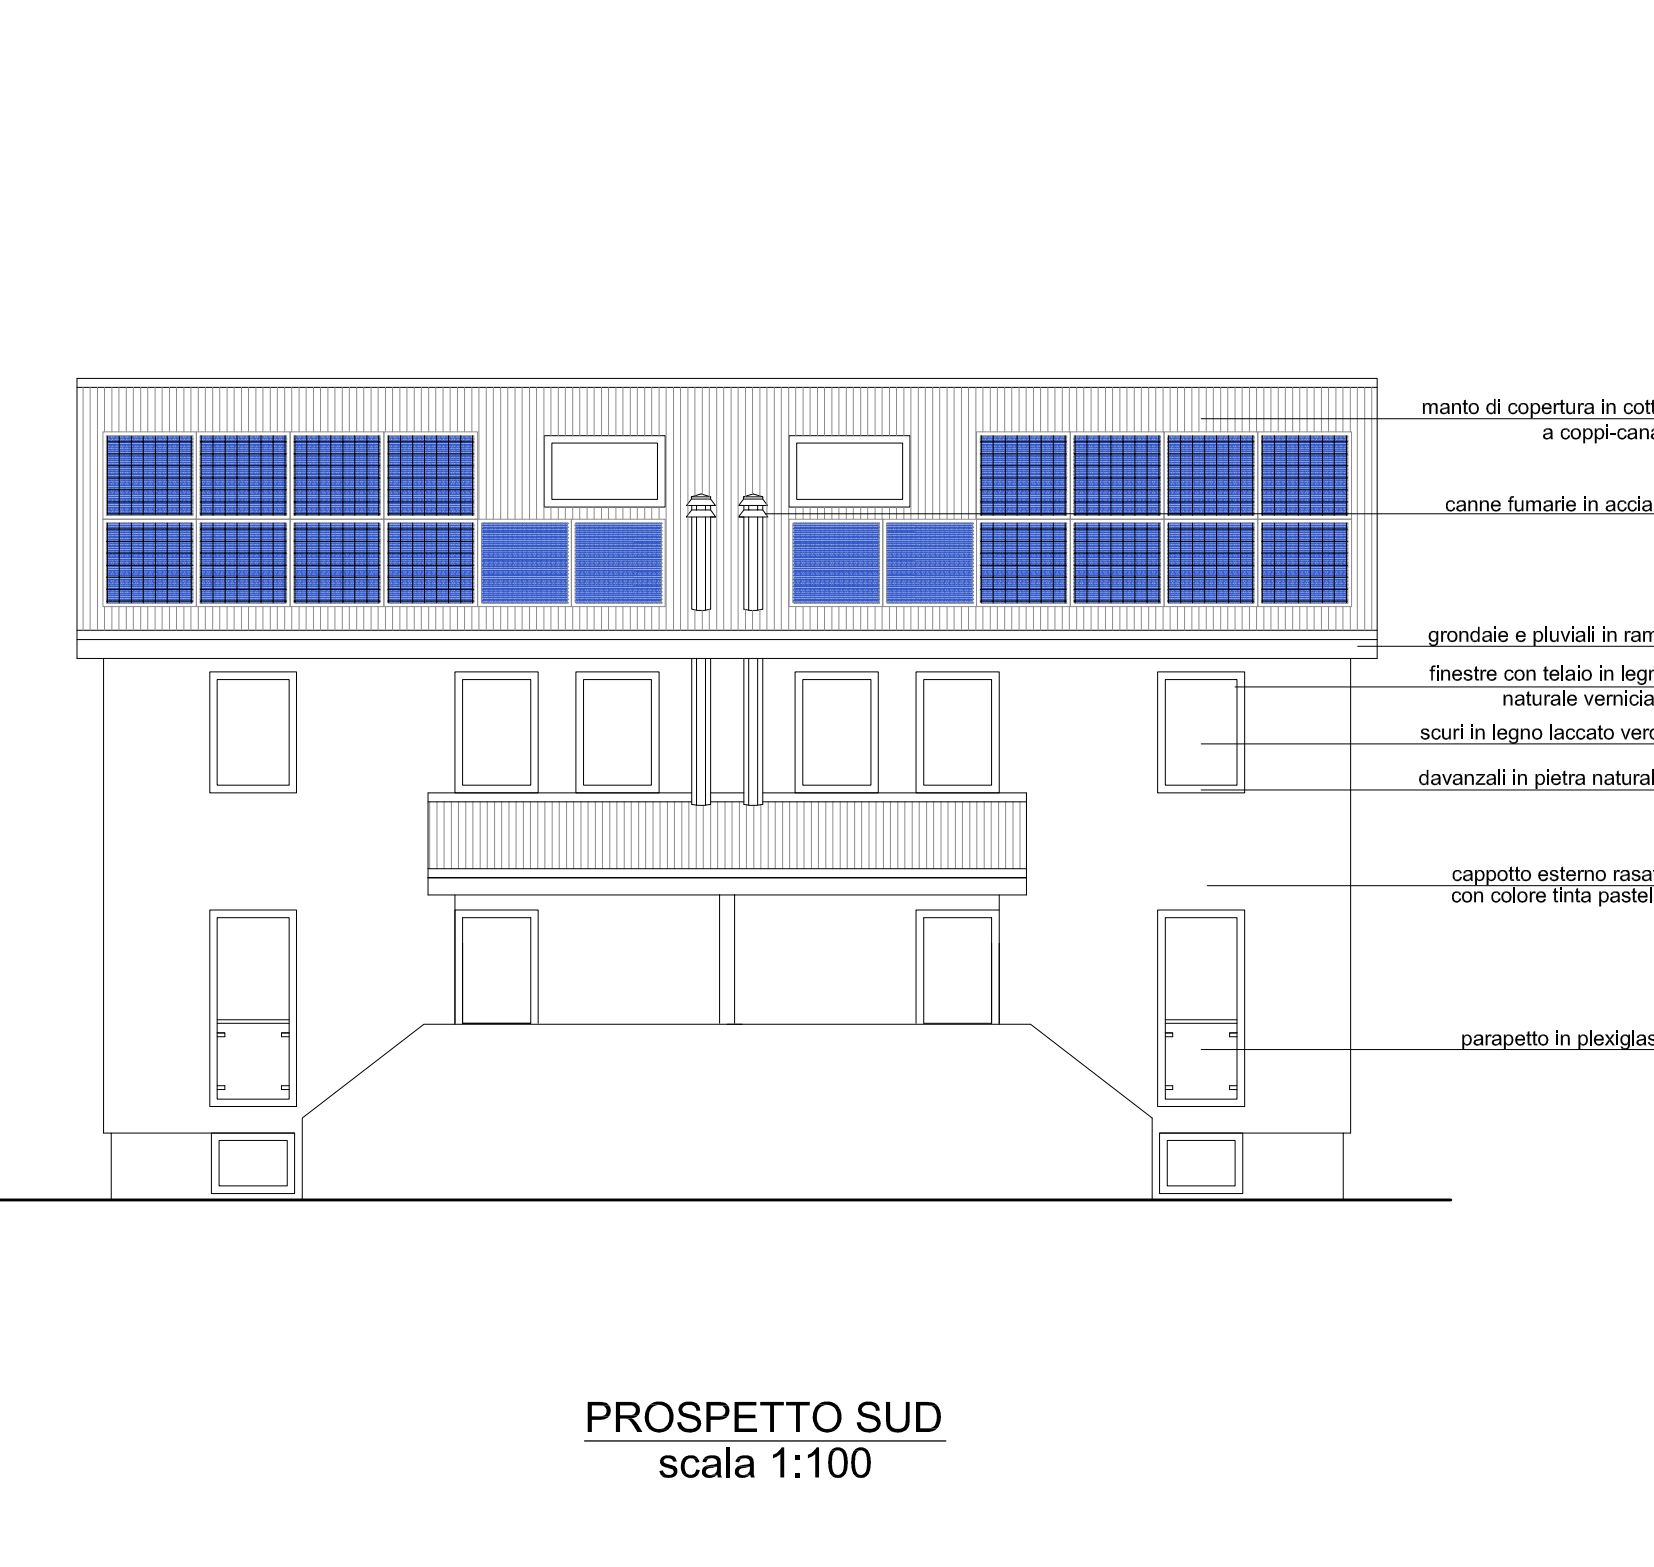 manto di copertura in cott
a coppi-cana
canne fumarie in accia
grondaie e pluviali in ram
finestre con telaio in legn
naturale vernicia
scuri in legno laccato verd
davanzali in pietra natural
cappotto esterno rasat
con colore tinta pastel
parapetto in plexiglas
PROSPETTO SUD
scala 1:100